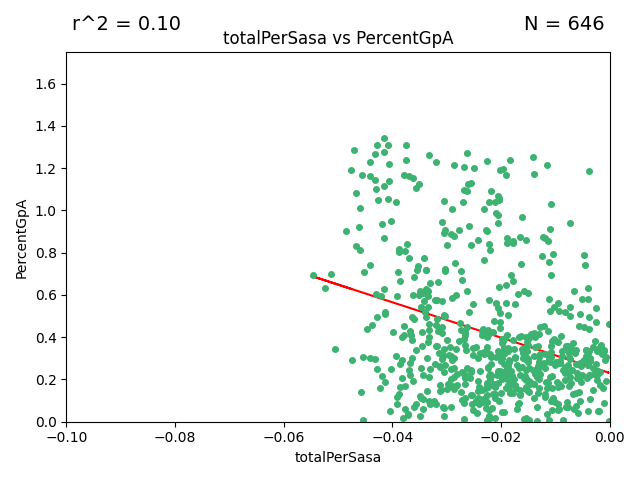 r^2 = 0.10
N = 646
totalPerSasa vs PercentGpA
PercentGpA
1.6
1.4
1.2
1.0
0.8
0.6
0.4
0.2
0.0
−0.10 −0.08 −0.06 −0.04 −0.02 0.00
totalPerSasa